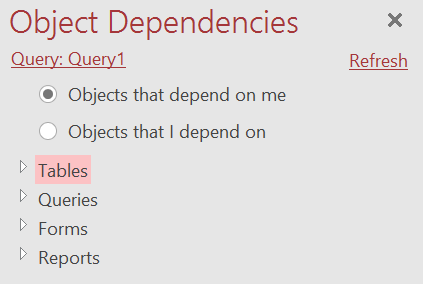 Object Dependencies
Query: Query1
Refresh
Objects that depend on me
Objects that I depend on
Tables
Queries
Forms
Reports